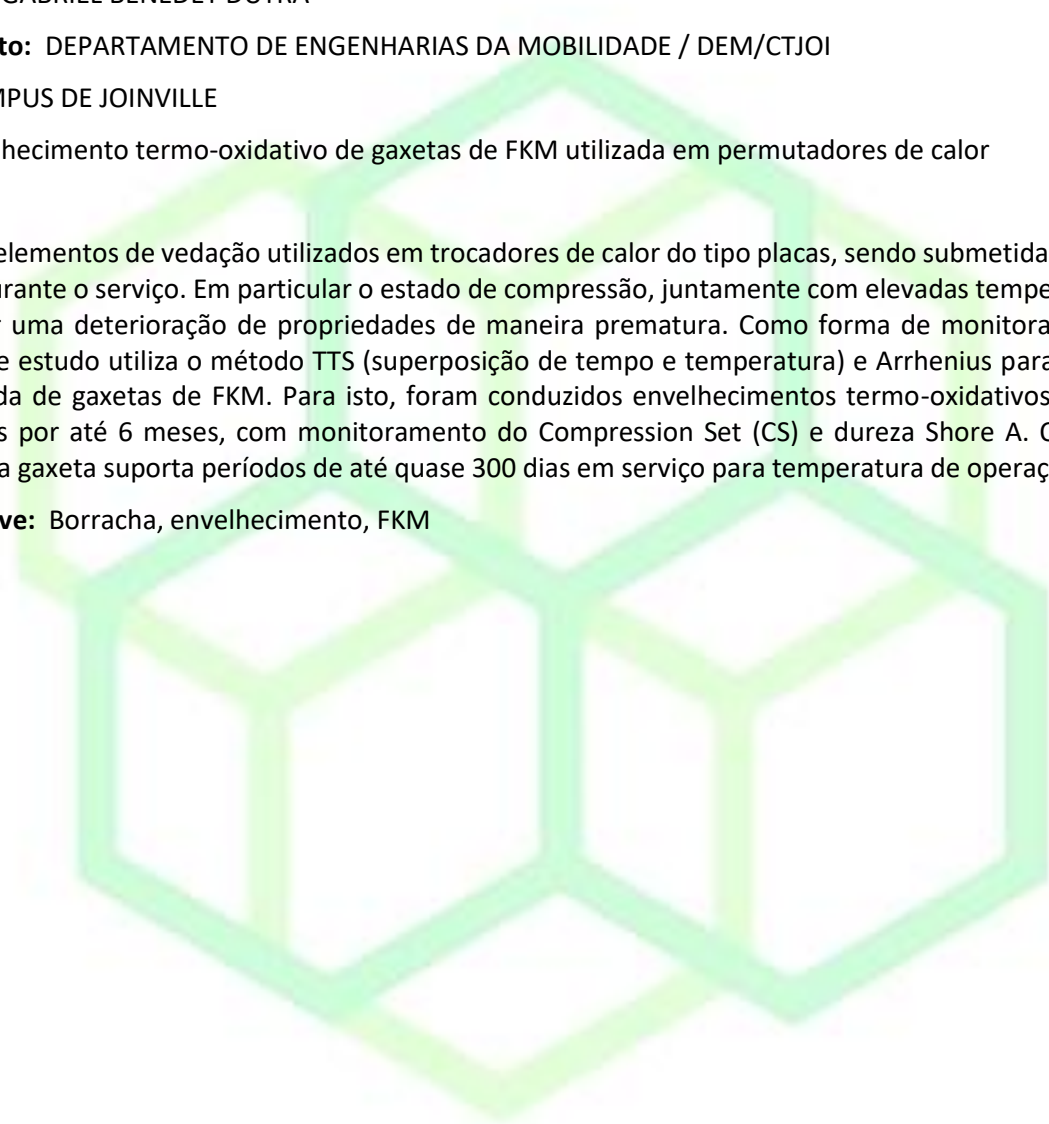 GABRIEL BENEDET DUTRA
to: DEPARTAMENTO DE ENGENHARIAS DA MOBILIDADE / DEM/CTJOI
MPUS DE JOINVILLE
hecimento termo-oxidativo de gaxetas de FKM utilizada em permutadores de calor
elementos de vedação utilizados em trocadores de calor do tipo placas, sendo submetida
urante o serviço. Em particular o estado de compressão, juntamente com elevadas tempe
r uma deterioração de propriedades de maneira prematura. Como forma de monitora
e estudo utiliza o método TTS (superposição de tempo e temperatura) e Arrhenius para
da de gaxetas de FKM. Para isto, foram conduzidos envelhecimentos termo-oxidativos
s por até 6 meses, com monitoramento do Compression Set (CS) e dureza Shore A. C
a gaxeta suporta períodos de até quase 300 dias em serviço para temperatura de operaç
ve: Borracha, envelhecimento, FKM